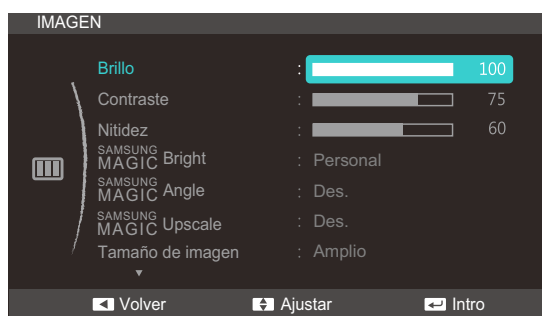 IMAGEN
Brillo : 100
Contraste : 75
Nitidez : 60
SAMSUNG MAGIC Bright : Personal
SAMSUNG MAGIC Angle : Des.
SAMSUNG MAGIC Upscale : Des.
Tamaño de imagen : Amplio
Volver Ajustar Intro